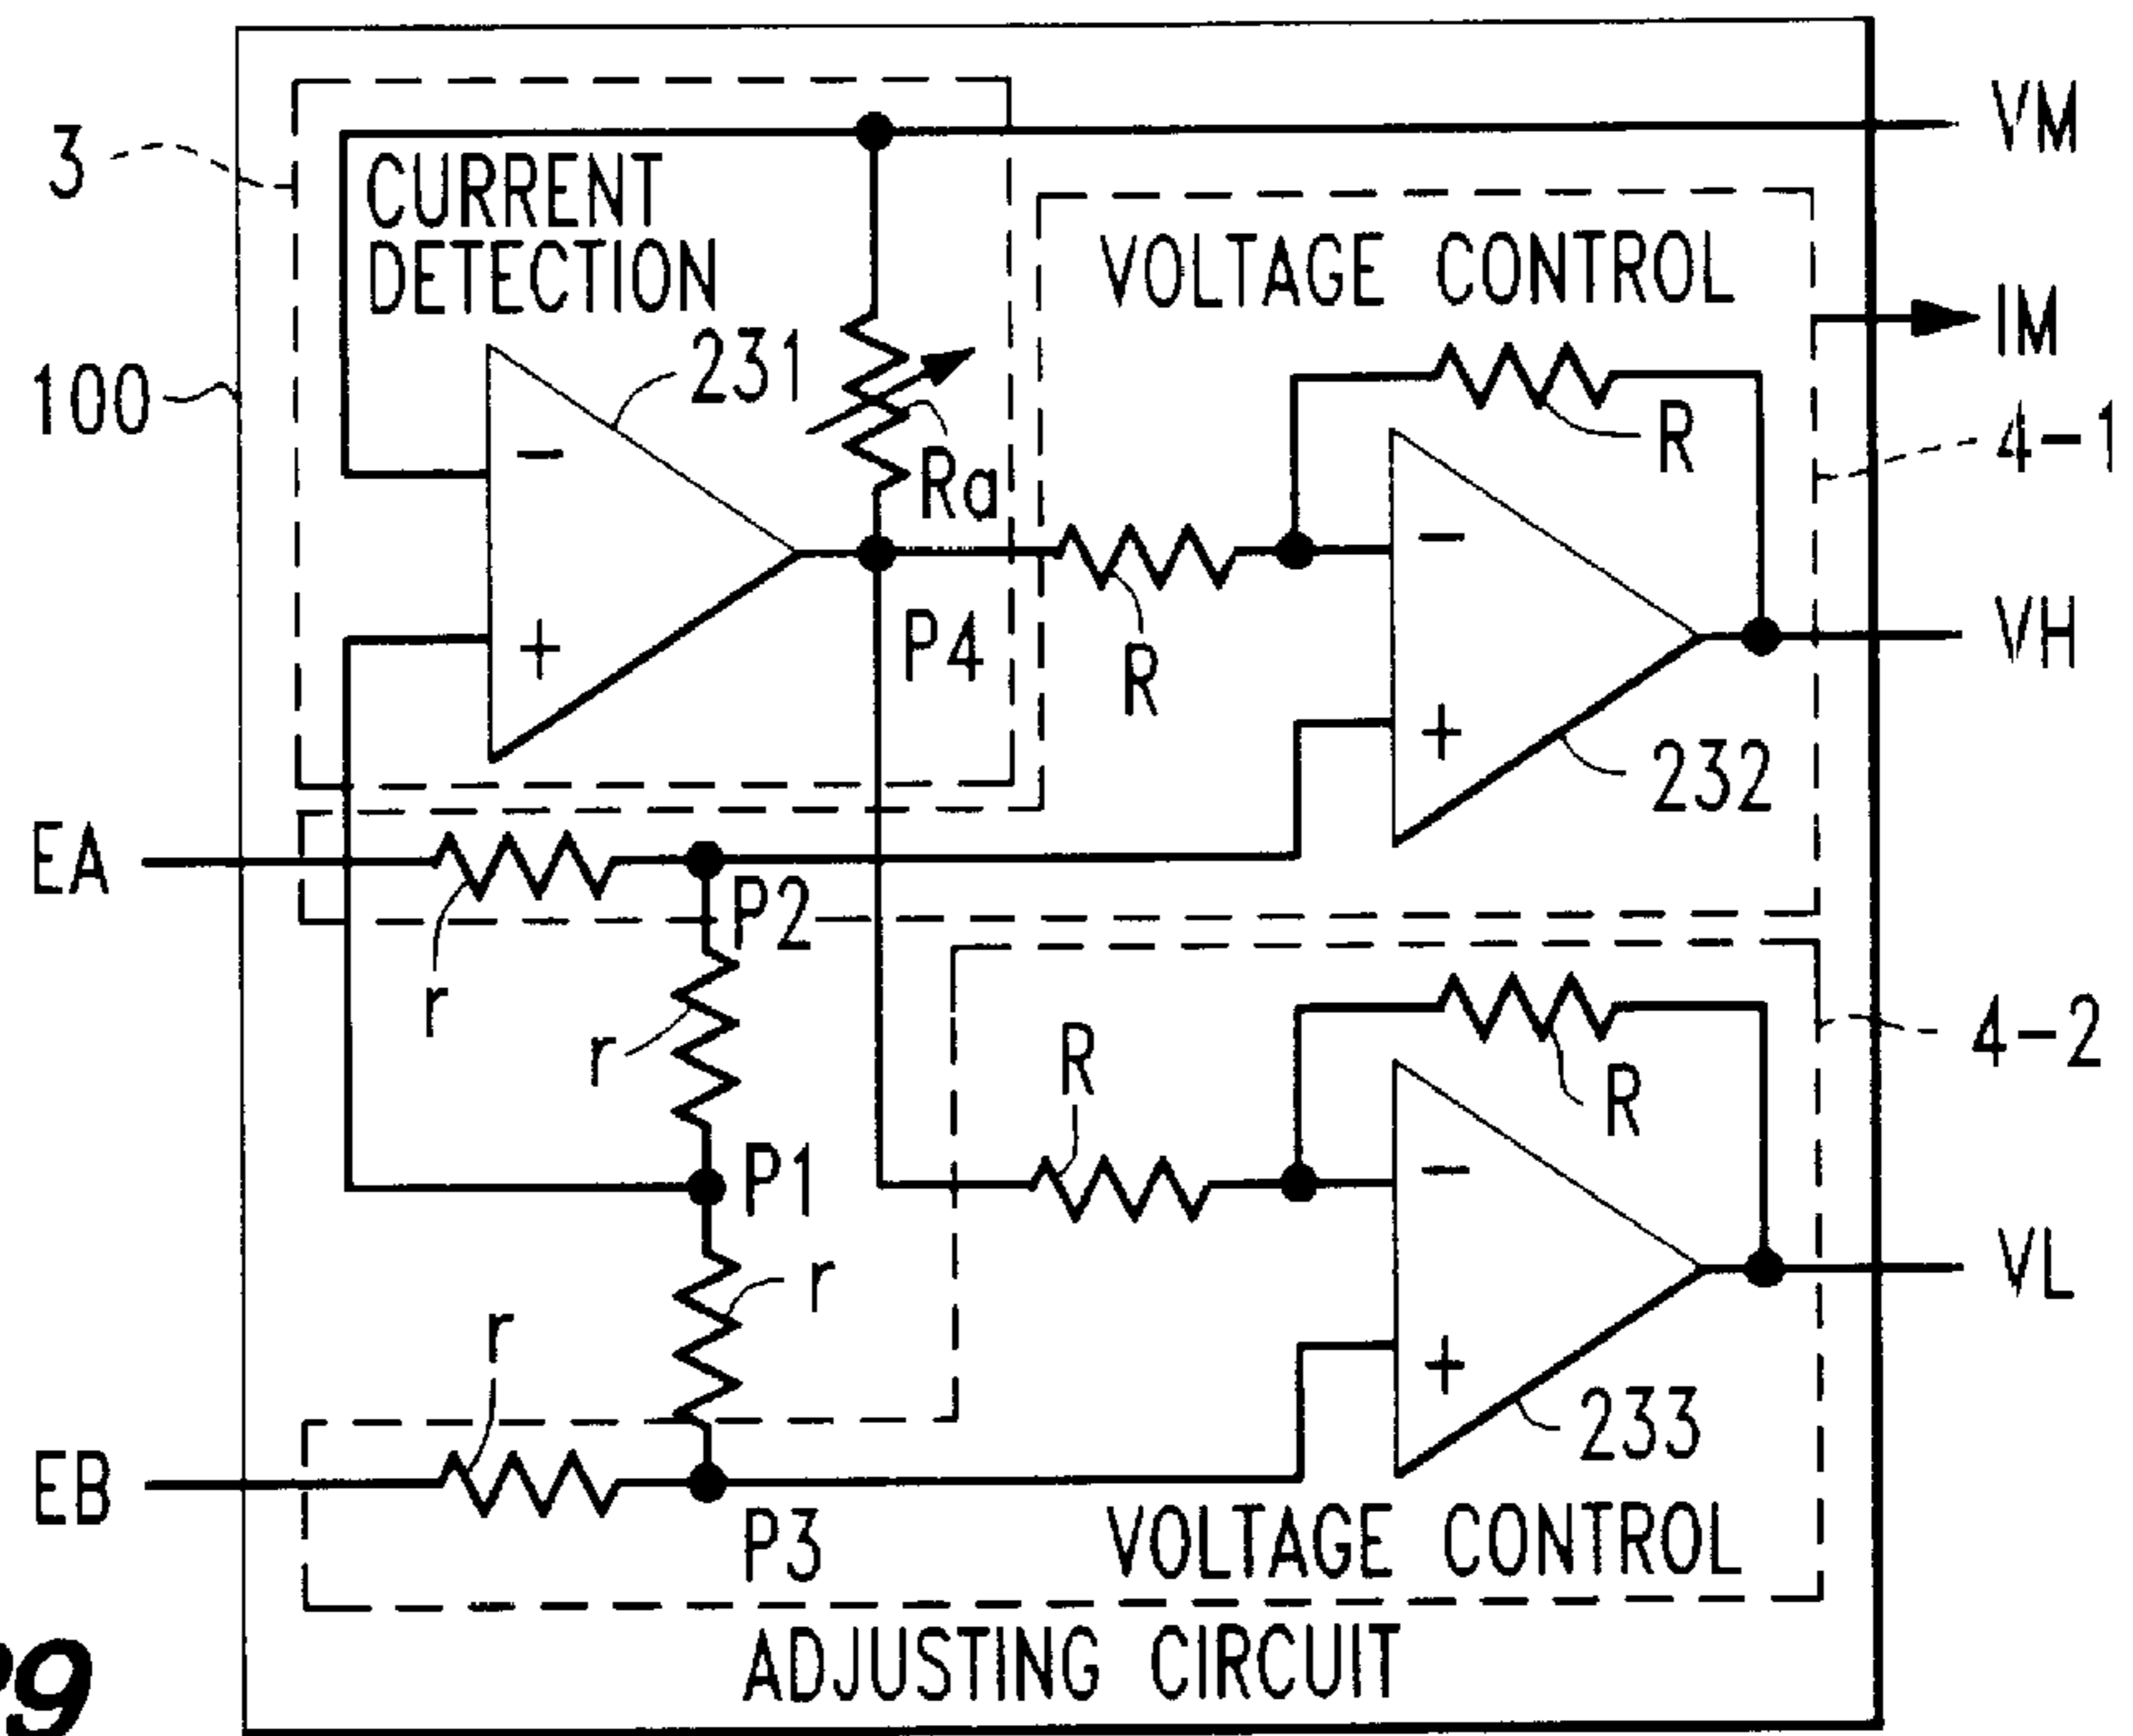 VM
3
CURRENT
DETECTION
VOLTAGE CONTROL
IM
-
231
R
100
4-1
Ra
-
+
P4
R
VH
+
232
EA
P2
r
r
R
R
4-2
P1
-
r
VL
r
+
233
EB
P3
VOLTAGE CONTROL
ADJUSTING CIRCUIT
9